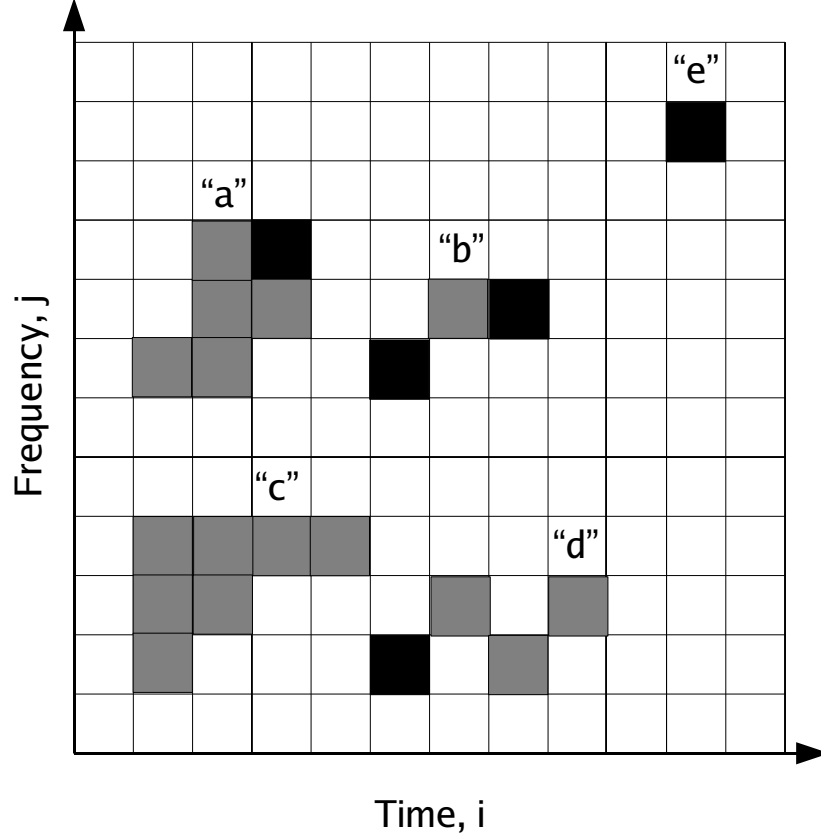 “e”
“a”
“b”
“c”
“d”
Frequency, j
Time, i